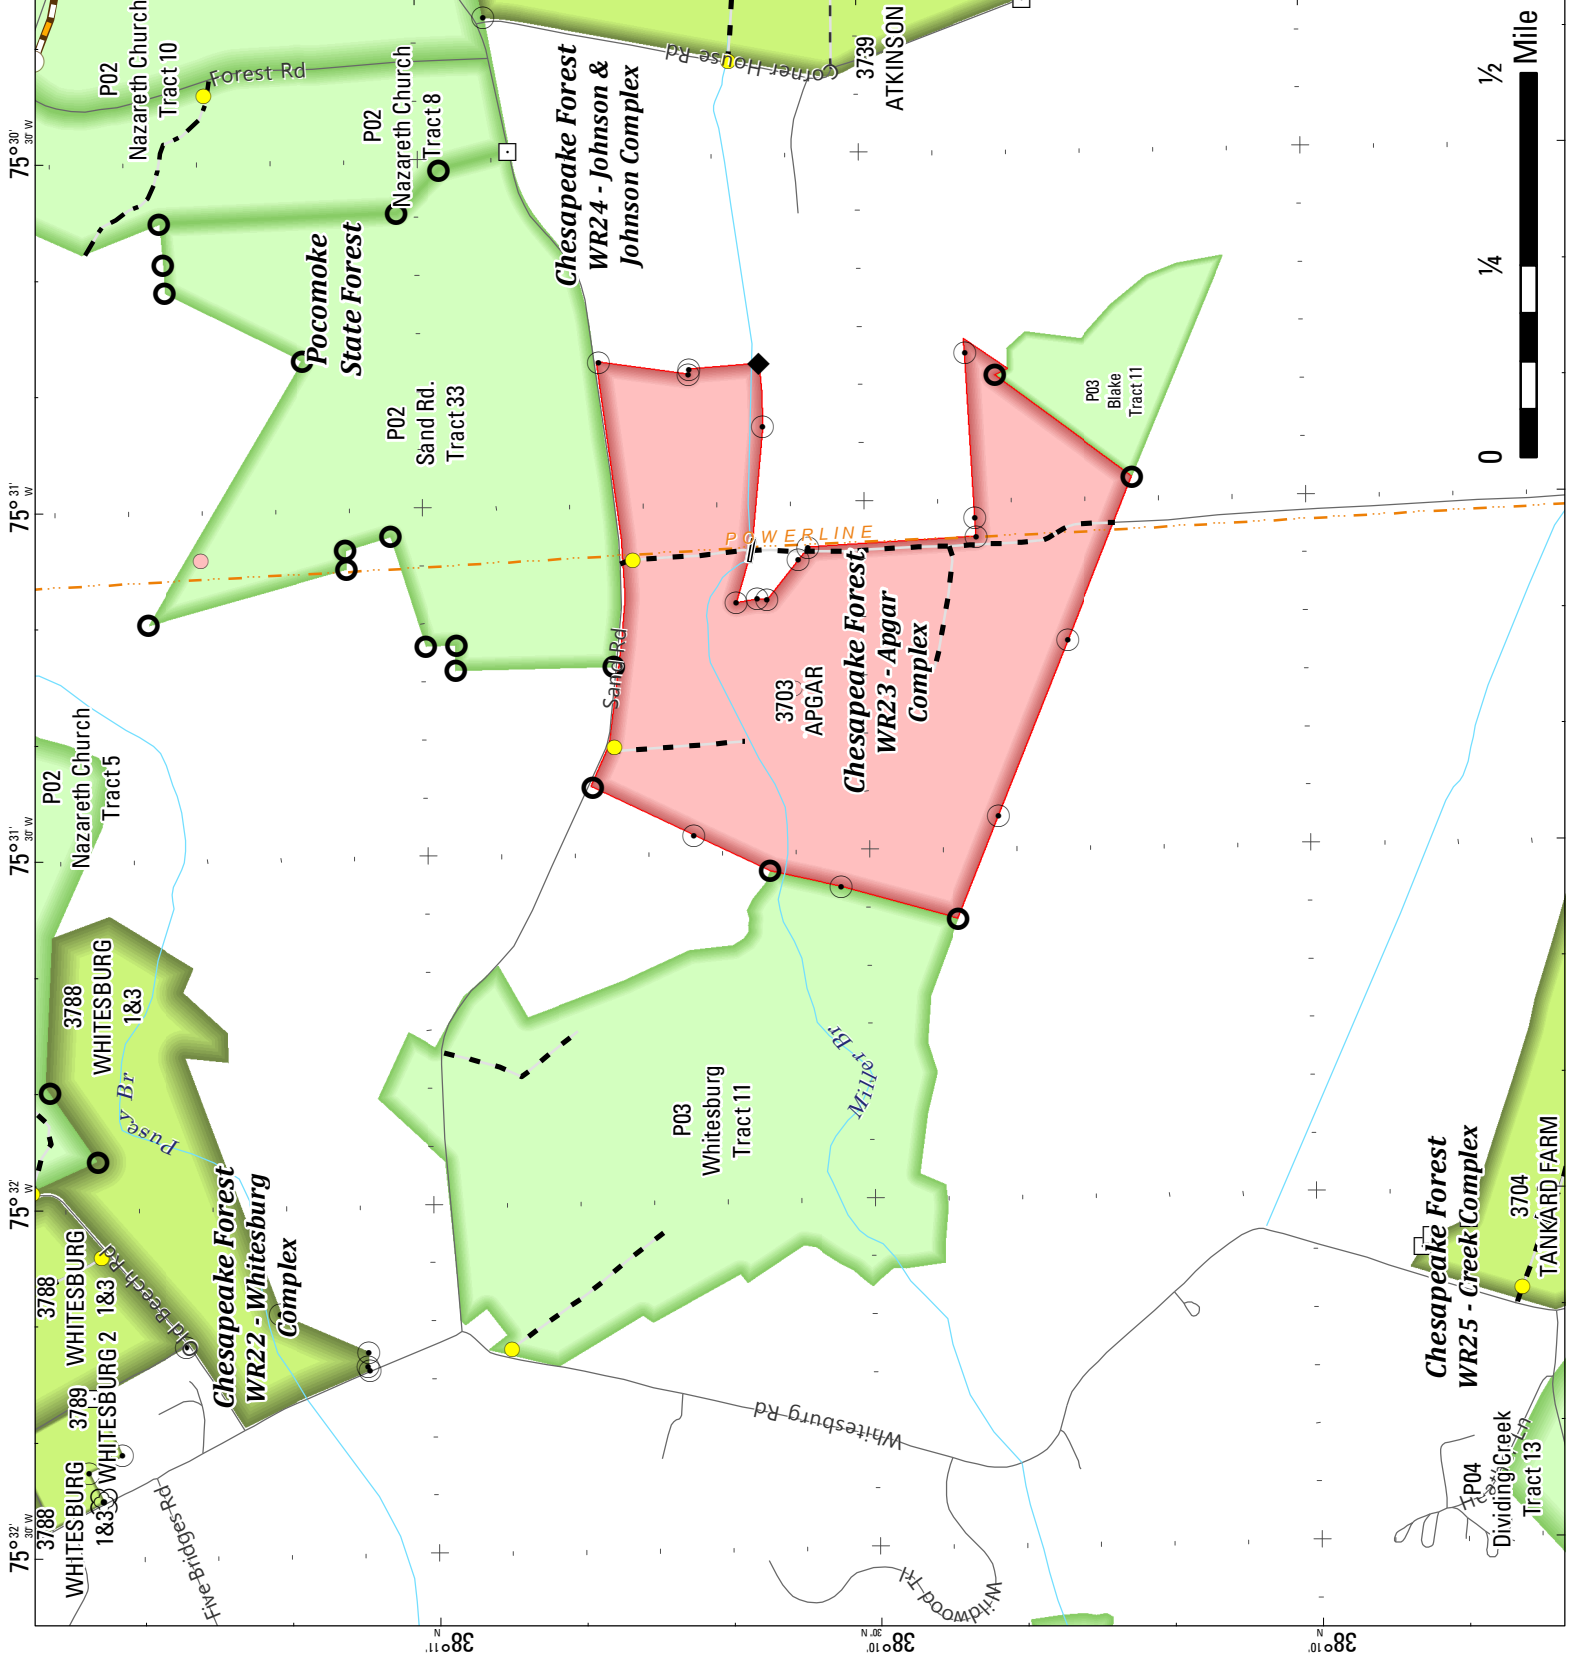 75° 30' 30" W
75° 31' W
75° 31' 30" W
75° 32' W
75° 32' 30" W
38° 11' N
38° 10' 30" N
38° 10' N
P02
Nazareth Church
Tract 10
Forest Rd
P02
Nazareth Church
Tract 8
Pocomoke
State Forest
P02
Sand Rd.
Tract 33
Chesapeake Forest
WR24 - Johnson &
Johnson Complex
Corner House Rd
3739
ATKINSON
½
Mile
¼
0
P03
Blake
Tract 11
POWERLINE
Sand Rd
3703
APGAR
Chesapeake Forest
WR23 - Apgar
Complex
P02
Nazareth Church
Tract 5
3788
WHITESBURG
1&3
Pusey Br
P03
Whitesburg
Tract 11
Miller Br
3788
WHITESBURG
1&3
Old Beech Rd
Chesapeake Forest
WR22 - Whitesburg
Complex
3789
WHITESBURG 2
3788
WHITESBURG
1&3
Five Bridges Rd
Whitesburg Rd
Wildwood Trl
Chesapeake Forest
WR25 - Creek Complex
3704
TANKARD FARM
P04
Dividing Creek
Tract 13
Ln